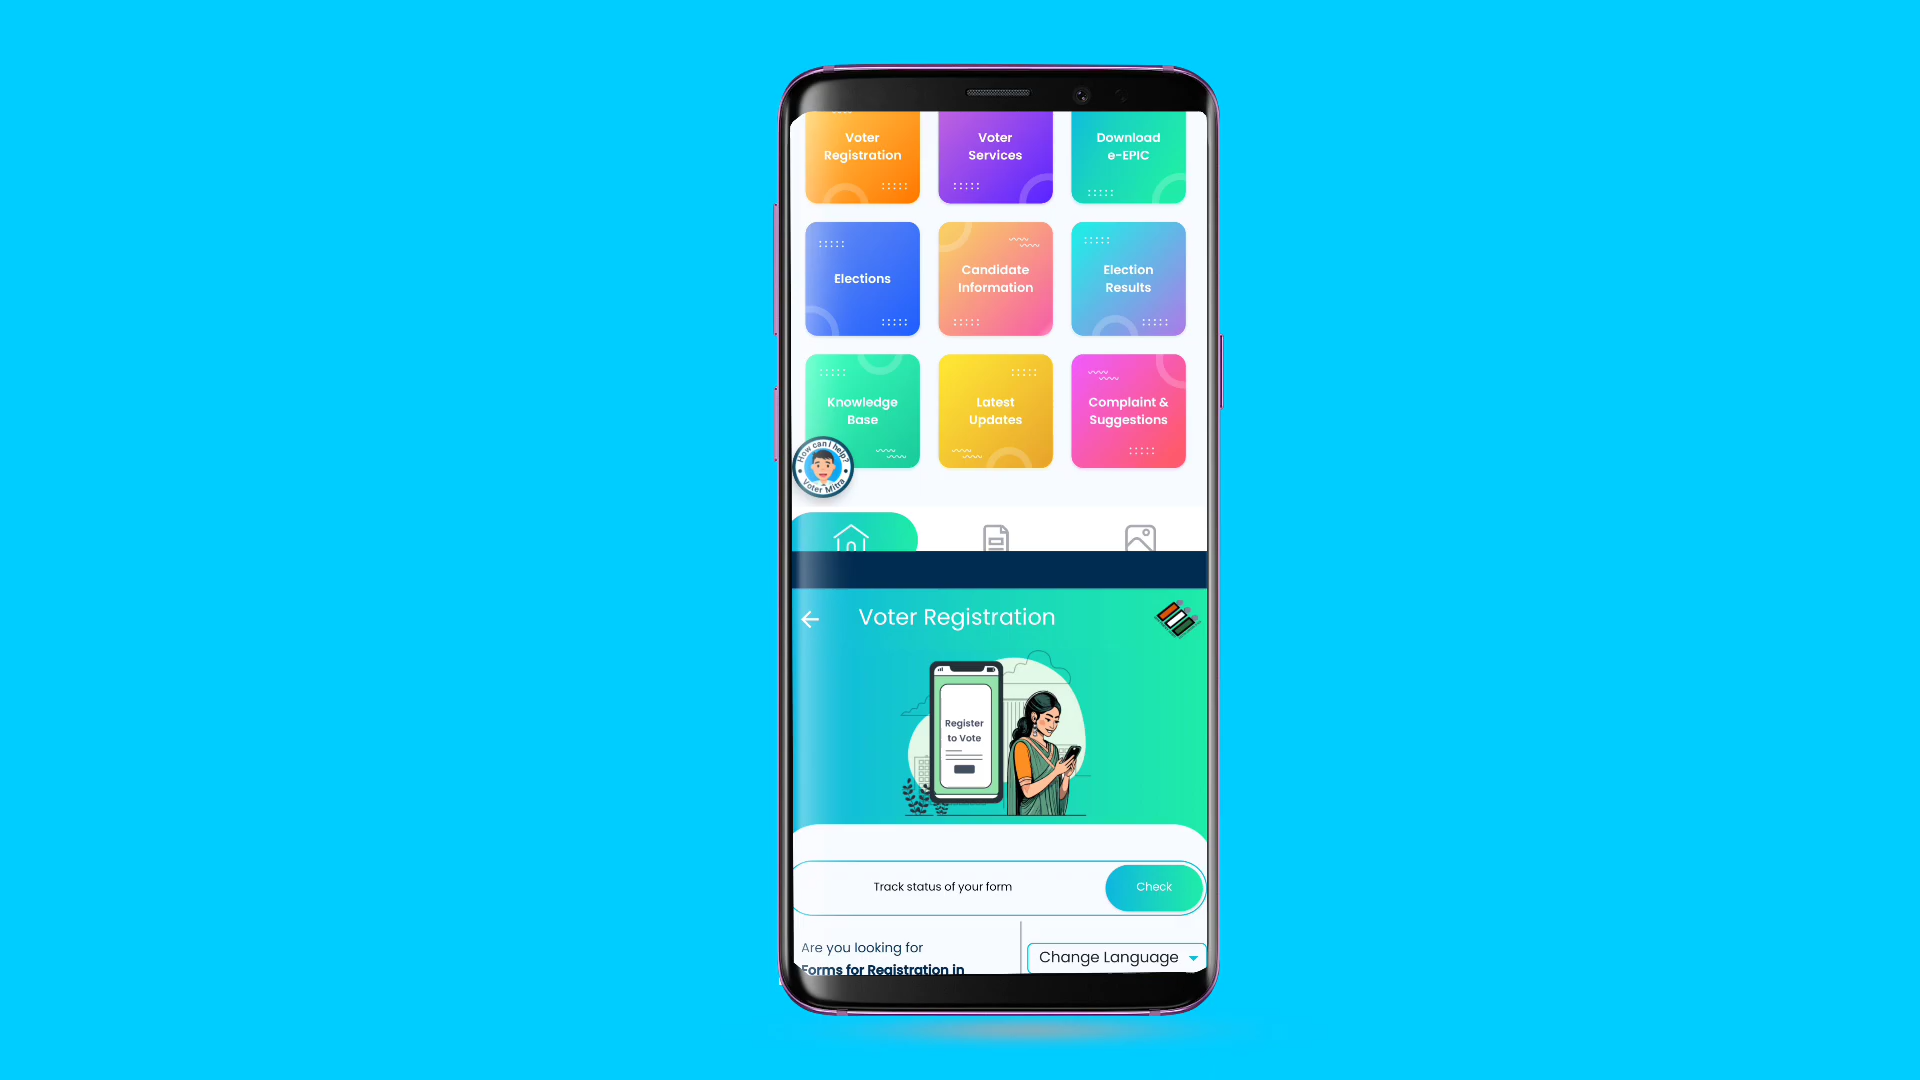 Voter
Registration
Voter
Services
Download
e-EPIC
Elections
Candidate
Information
Election
Results
Knowledge
Base
Latest
Updates
Complaint &
Suggestions
How can I help?
Voter Mitra
Voter Registration
Register
to Vote
Track status of your form
Check
Are you looking for
Forms for Registration in
Change Language